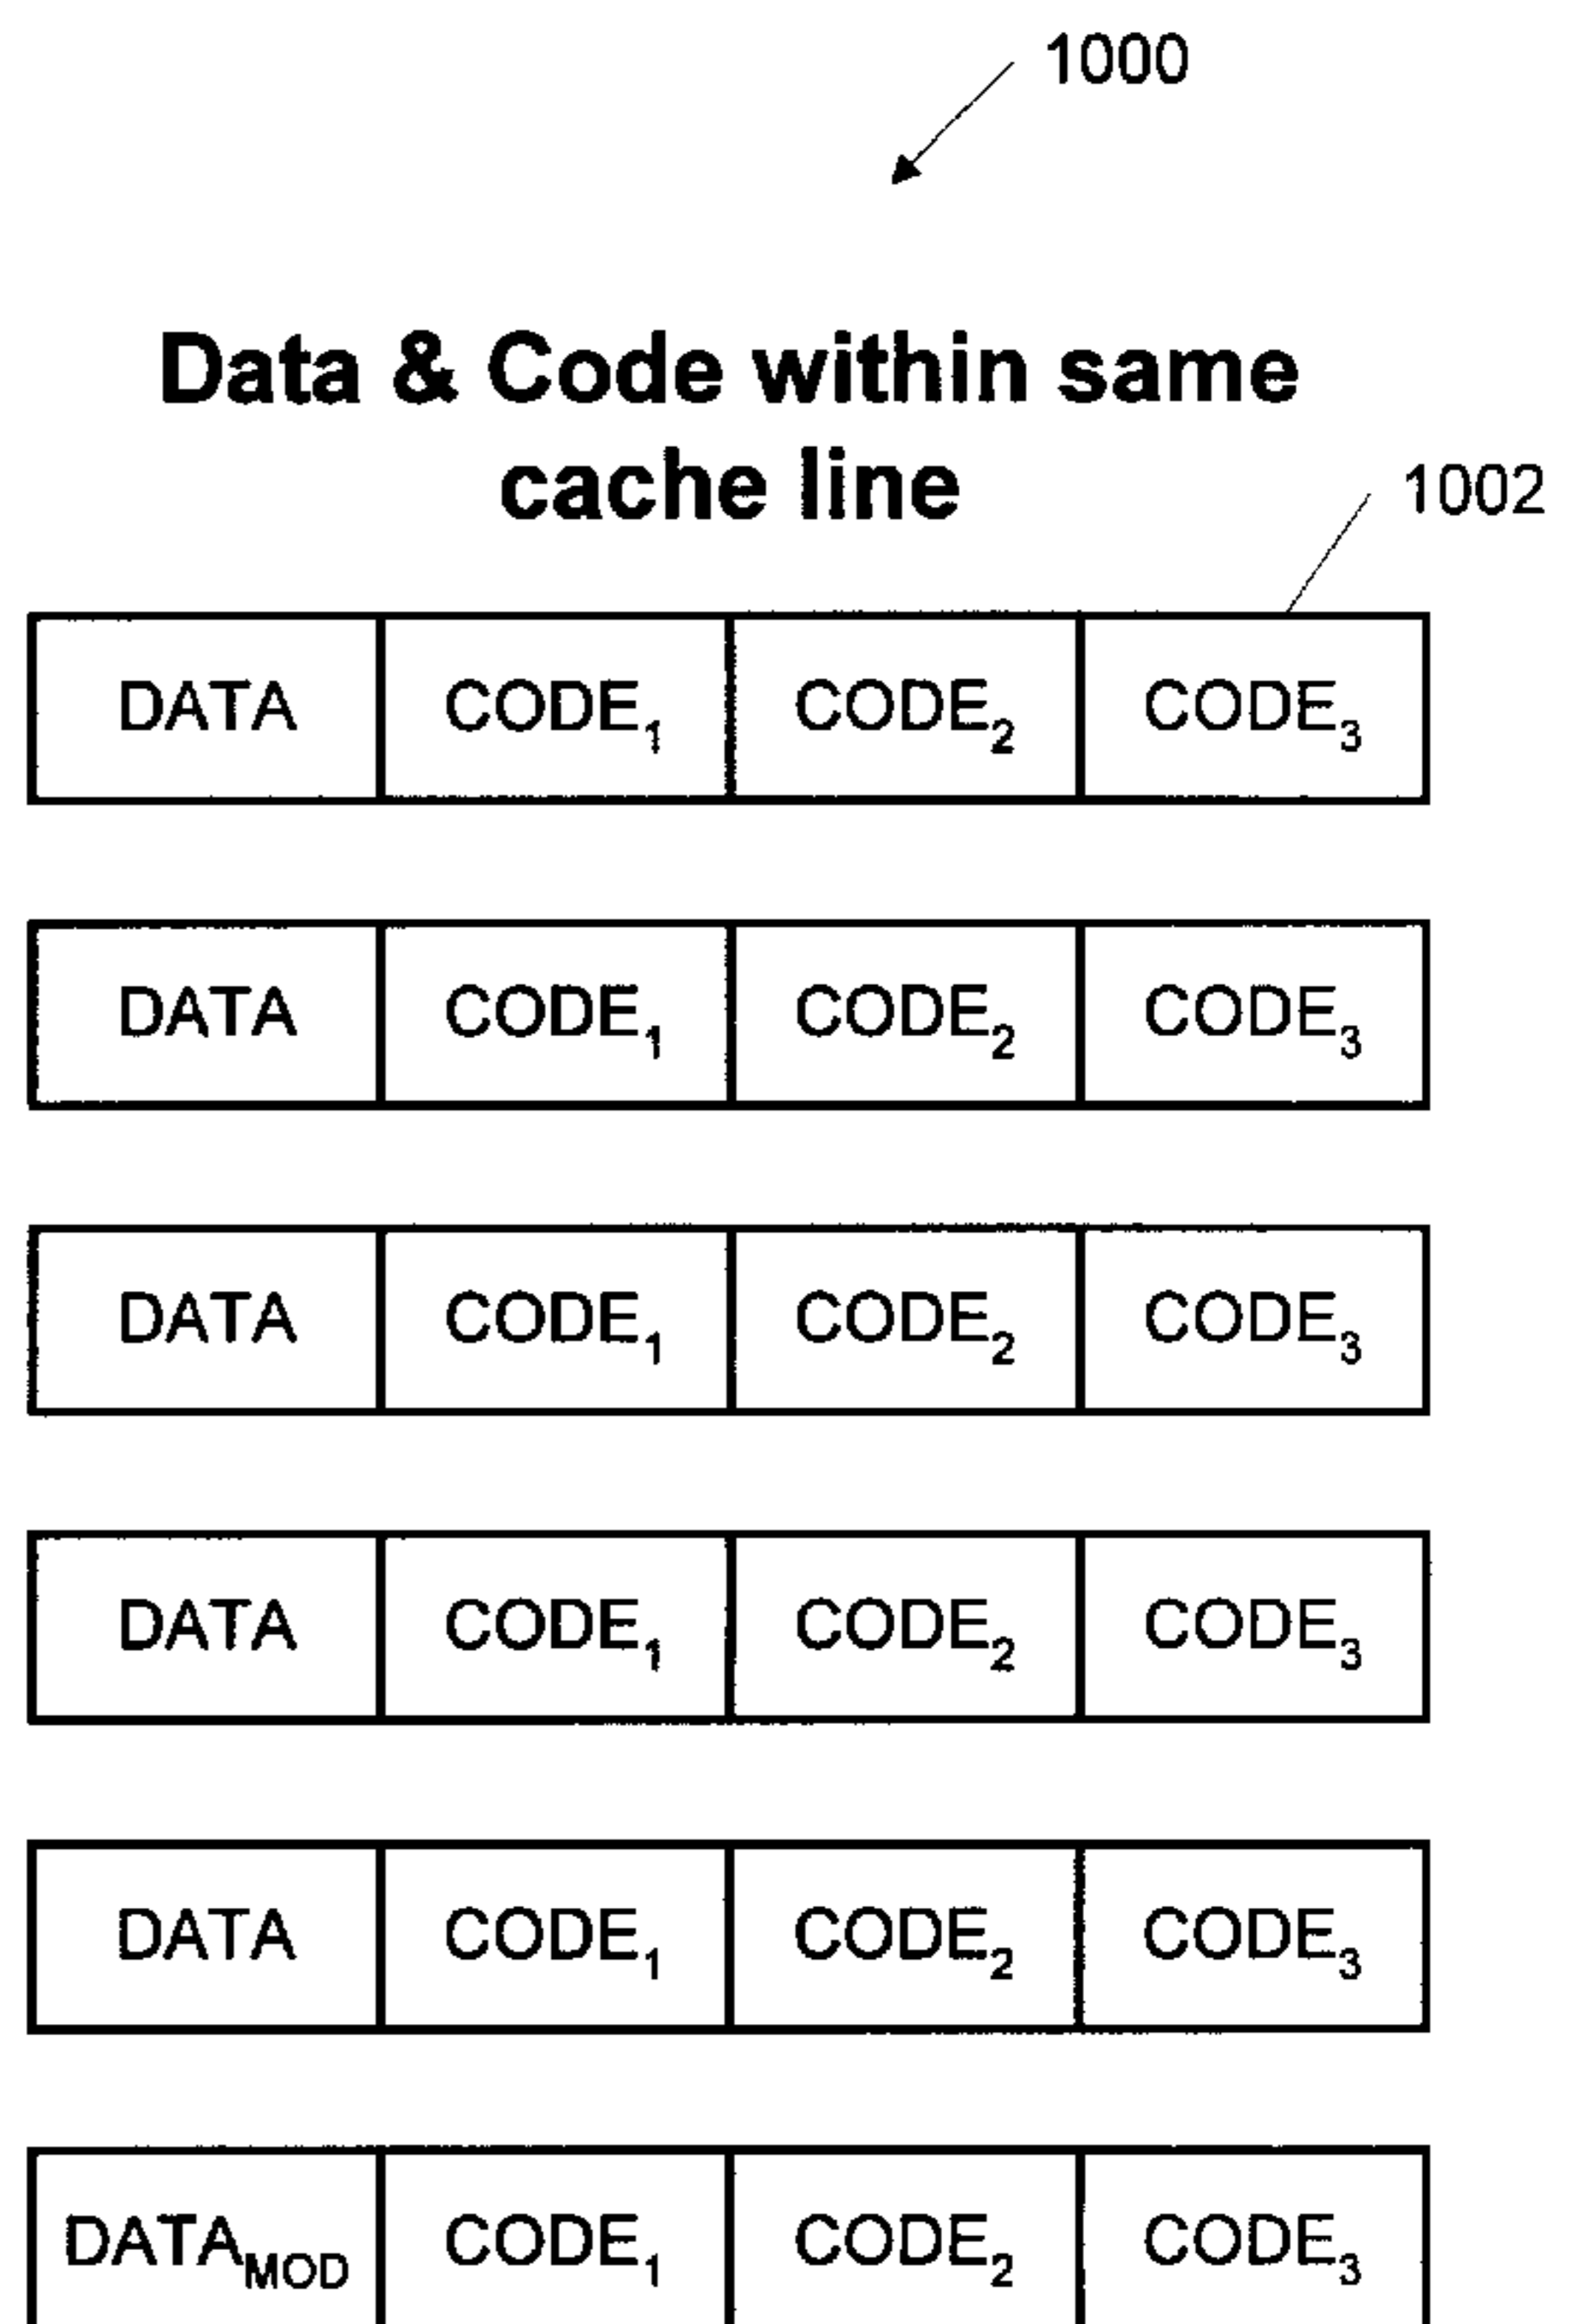 1000
Data & Code within same
cache line
1002
DATA CODE₁ CODE₂ CODE₃
DATA CODE₁ CODE₂ CODE₃
DATA CODE₁ CODE₂ CODE₃
DATA CODE₁ CODE₂ CODE₃
DATA CODE₁ CODE₂ CODE₃
DATA_MOD CODE₁ CODE₂ CODE₃